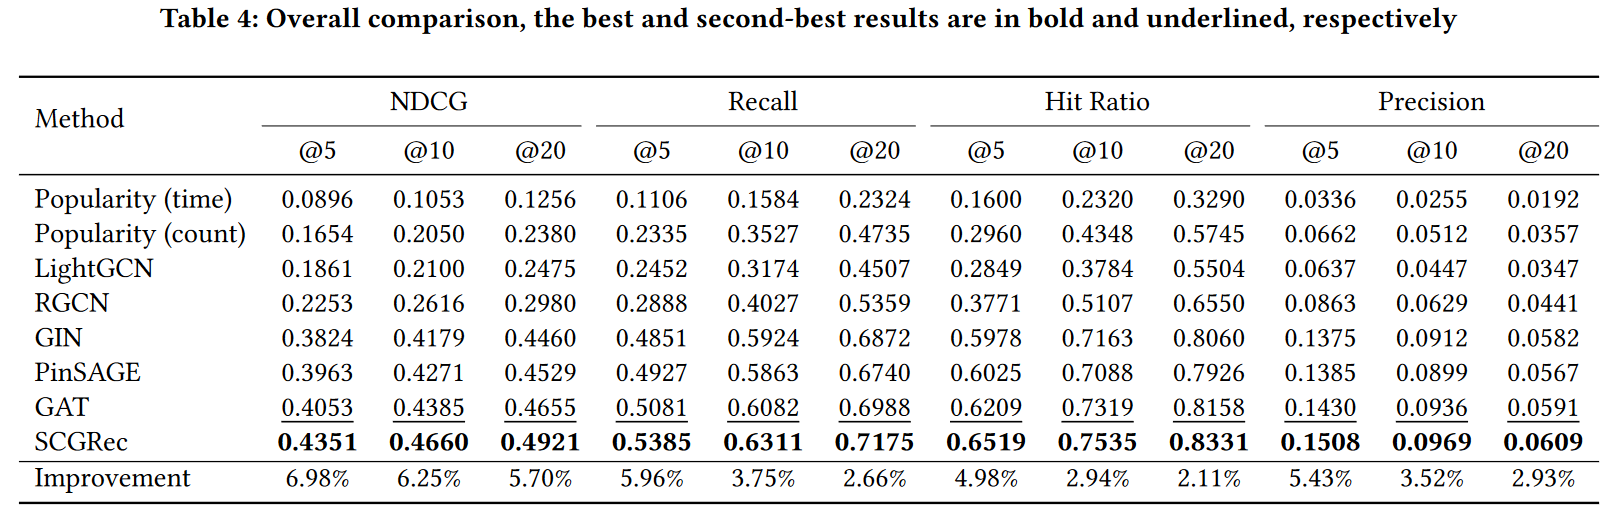 Table 4: Overall comparison, the best and second-best results are in bold and underlined, respectively
Method NDCG Recall Hit Ratio Precision
@5 @10 @20 @5 @10 @20 @5 @10 @20 @5 @10 @20
Popularity (time) 0.0896 0.1053 0.1256 0.1106 0.1584 0.2324 0.1600 0.2320 0.3290 0.0336 0.0255 0.0192
Popularity (count) 0.1654 0.2050 0.2380 0.2335 0.3527 0.4735 0.2960 0.4348 0.5745 0.0662 0.0512 0.0357
LightGCN 0.1861 0.2100 0.2475 0.2452 0.3174 0.4507 0.2849 0.3784 0.5504 0.0637 0.0447 0.0347
RGCN 0.2253 0.2616 0.2980 0.2888 0.4027 0.5359 0.3771 0.5107 0.6550 0.0863 0.0629 0.0441
GIN 0.3824 0.4179 0.4460 0.4851 0.5924 0.6872 0.5978 0.7163 0.8060 0.1375 0.0912 0.0582
PinSAGE 0.3963 0.4271 0.4529 0.4927 0.5863 0.6740 0.6025 0.7088 0.7926 0.1385 0.0899 0.0567
GAT 0.4053 0.4385 0.4655 0.5081 0.6082 0.6988 0.6209 0.7319 0.8158 0.1430 0.0936 0.0591
SCGRec 0.4351 0.4660 0.4921 0.5385 0.6311 0.7175 0.6519 0.7535 0.8331 0.1508 0.0969 0.0609
Improvement 6.98% 6.25% 5.70% 5.96% 3.75% 2.66% 4.98% 2.94% 2.11% 5.43% 3.52% 2.93%